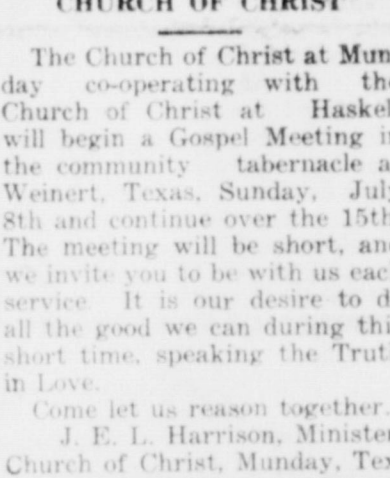 CHURCH OF CHRIST
The Church of Christ at Mun
day co-operating with the
Church of Christ at Haskel
will begin a Gospel Meeting i
the community tabernacle a
Weinert, Texas, Sunday, July
8th and continue over the 15th
The meeting will be short, and
we invite you to be with us eac
service It is our desire to d
all the good we can during thi
short time, speaking the Trut
in Love.
Come let us reason together.
J. E. L. Harrison, Minister
Church of Christ, Munday, Tex